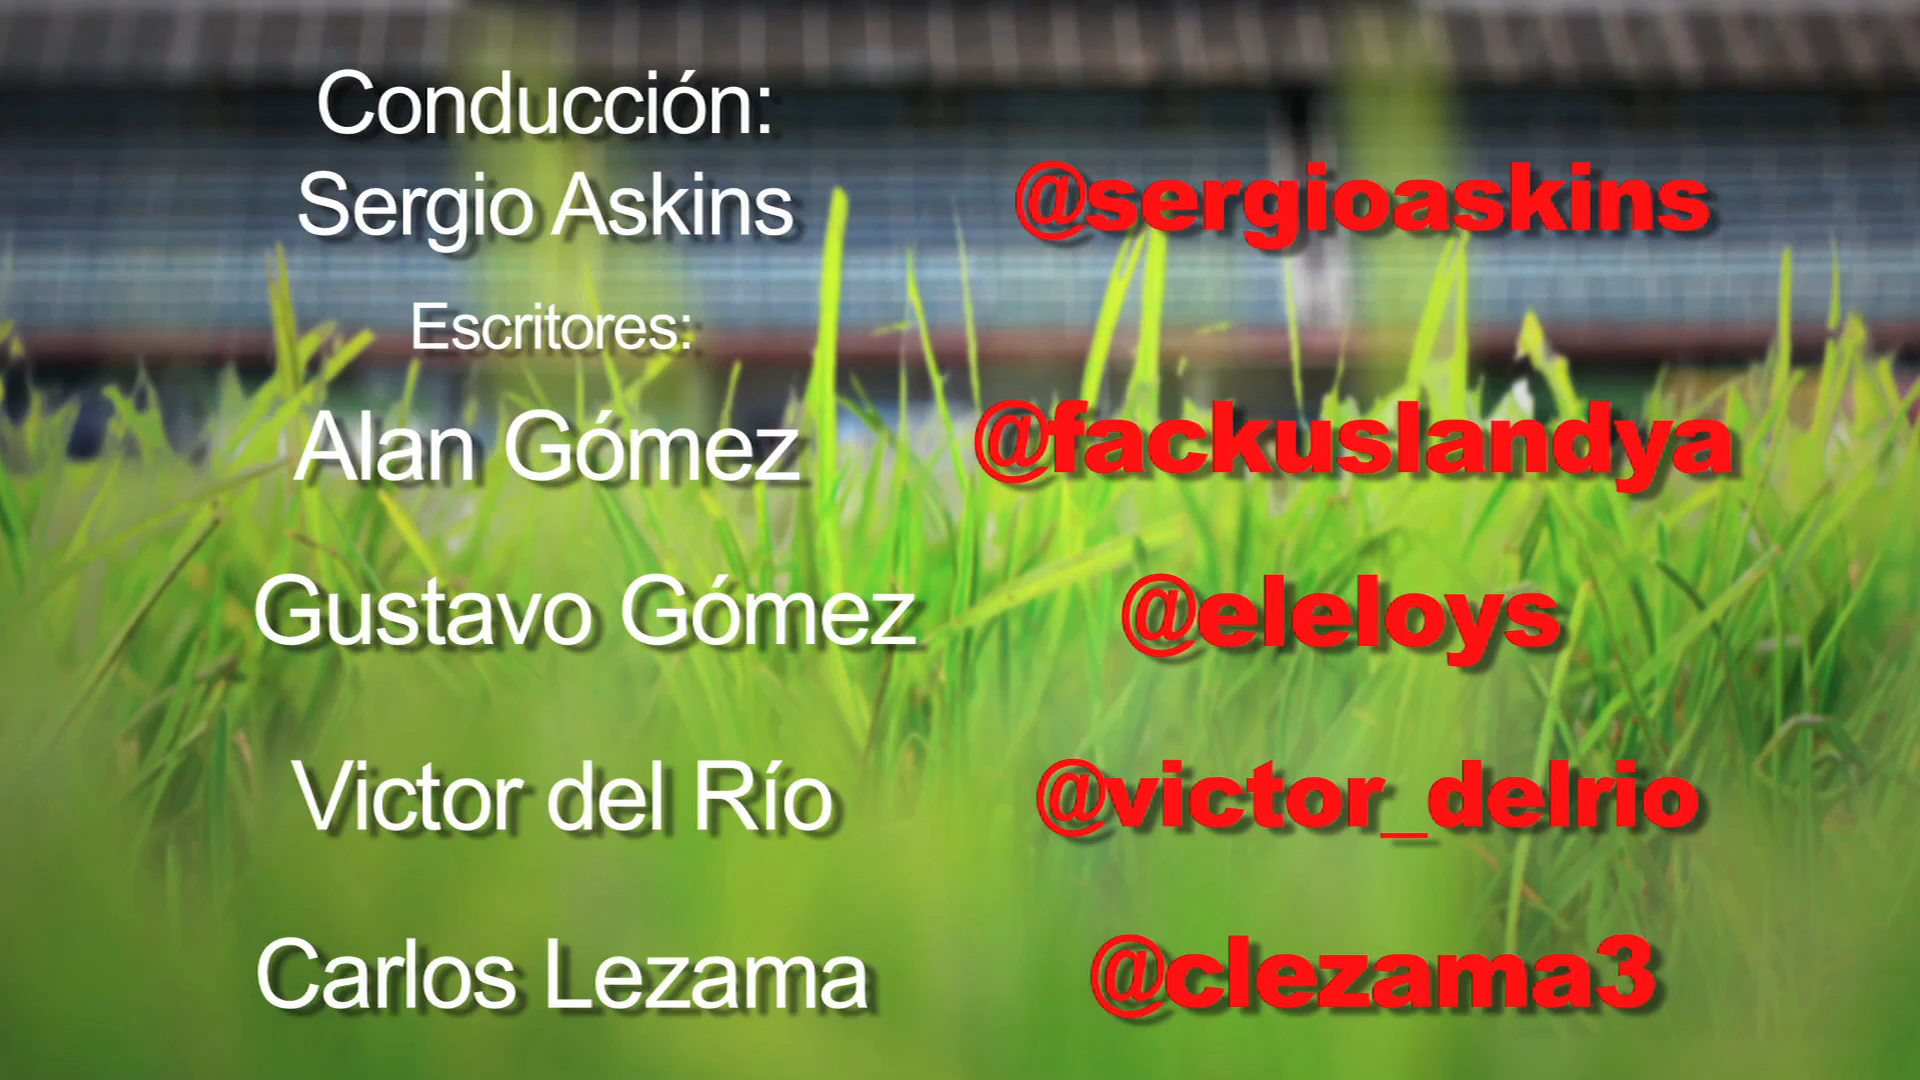 Conducción:
Sergio Askins @sergioaskins
Escritores:
Alan Gómez @fackuslandya
Gustavo Gómez @eleloys
Victor del Río @victor_delrio
Carlos Lezama @clezama3